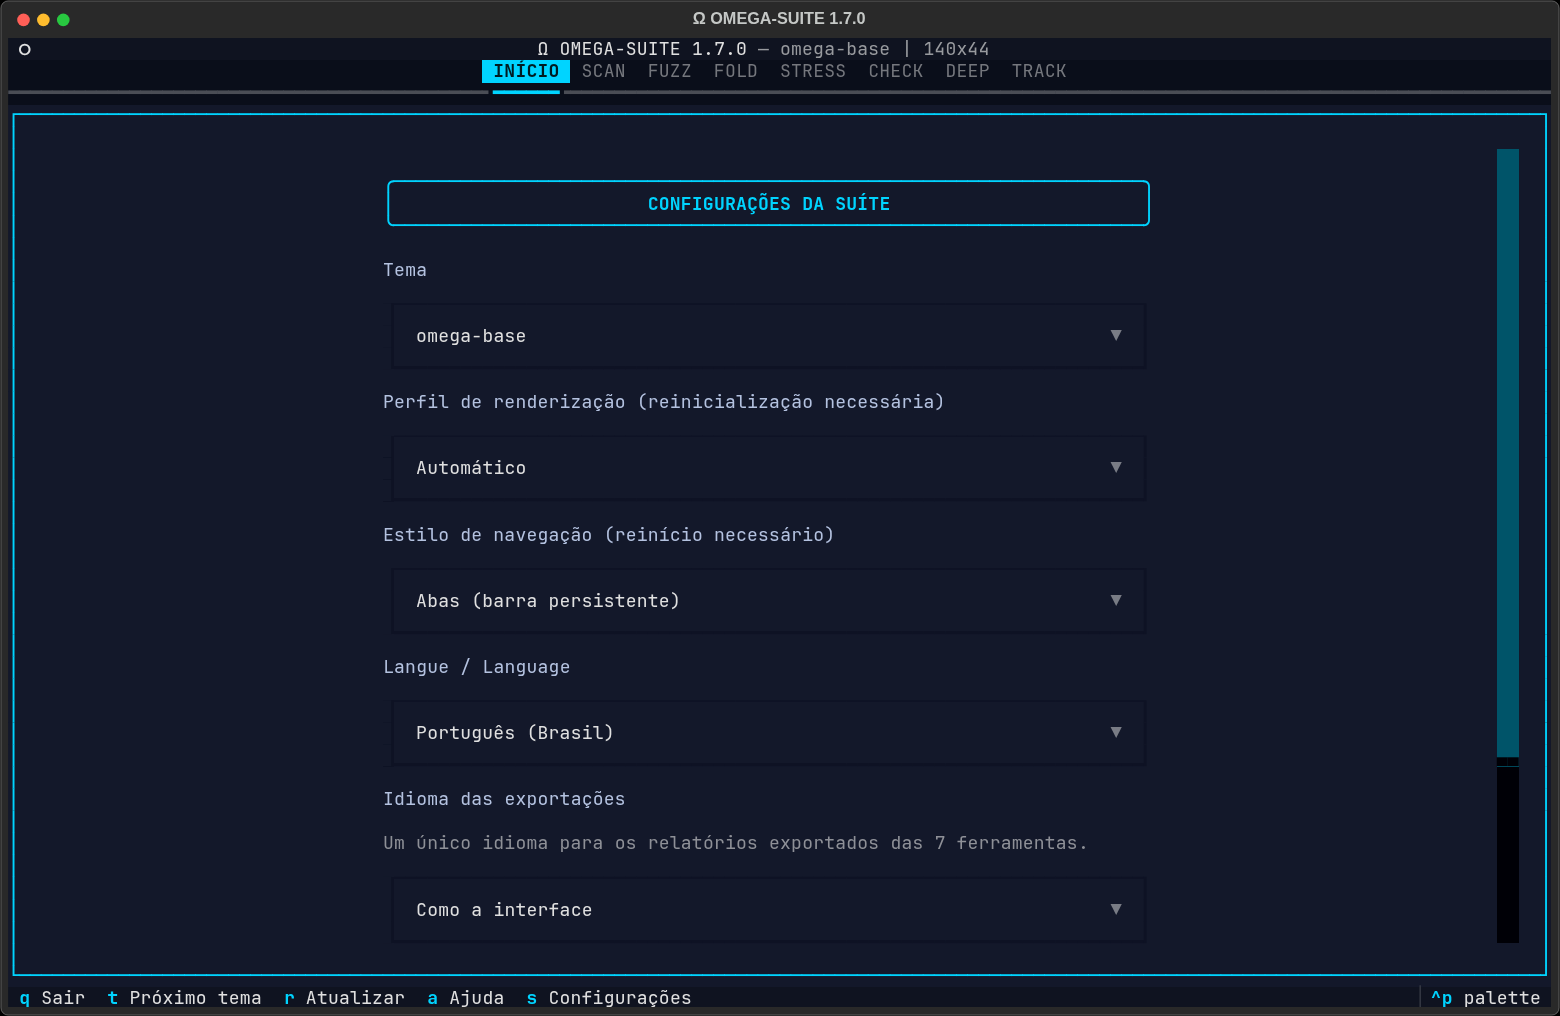 Ω OMEGA-SUITE 1.7.0
Ω OMEGA-SUITE 1.7.0 — omega-base | 140x44
INÍCIO SCAN FUZZ FOLD STRESS CHECK DEEP TRACK
CONFIGURAÇÕES DA SUÍTE
Tema
omega-base ▼
Perfil de renderização (reinicialização necessária)
Automático ▼
Estilo de navegação (reinício necessário)
Abas (barra persistente) ▼
Langue / Language
Português (Brasil) ▼
Idioma das exportações
Um único idioma para os relatórios exportados das 7 ferramentas.
Como a interface ▼
q Sair t Próximo tema r Atualizar a Ajuda s Configurações ^p palette